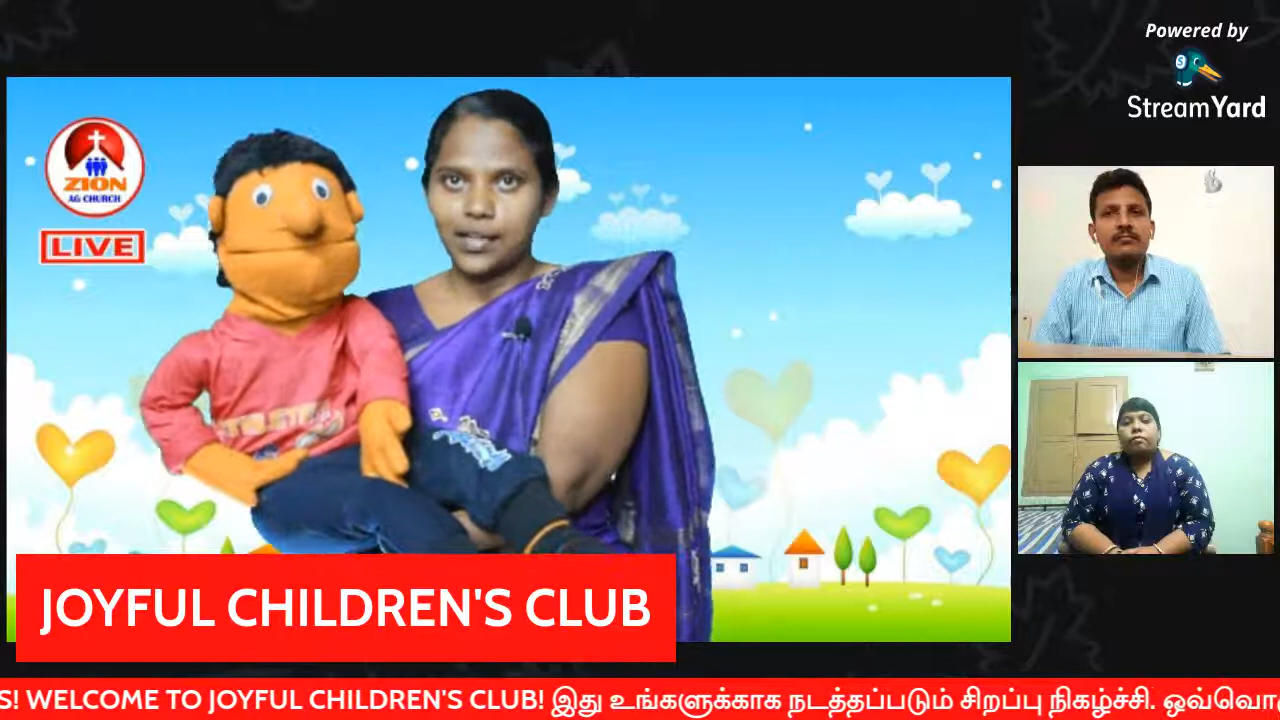 Powered by
StreamYard
ZION
AG CHURCH
LIVE
JOYFUL CHILDREN'S CLUB
S! WELCOME TO JOYFUL CHILDREN'S CLUB! இது உங்களுக்காக நடத்தப்படும் சிறப்பு நிகழ்ச்சி. ஒவ்வொ